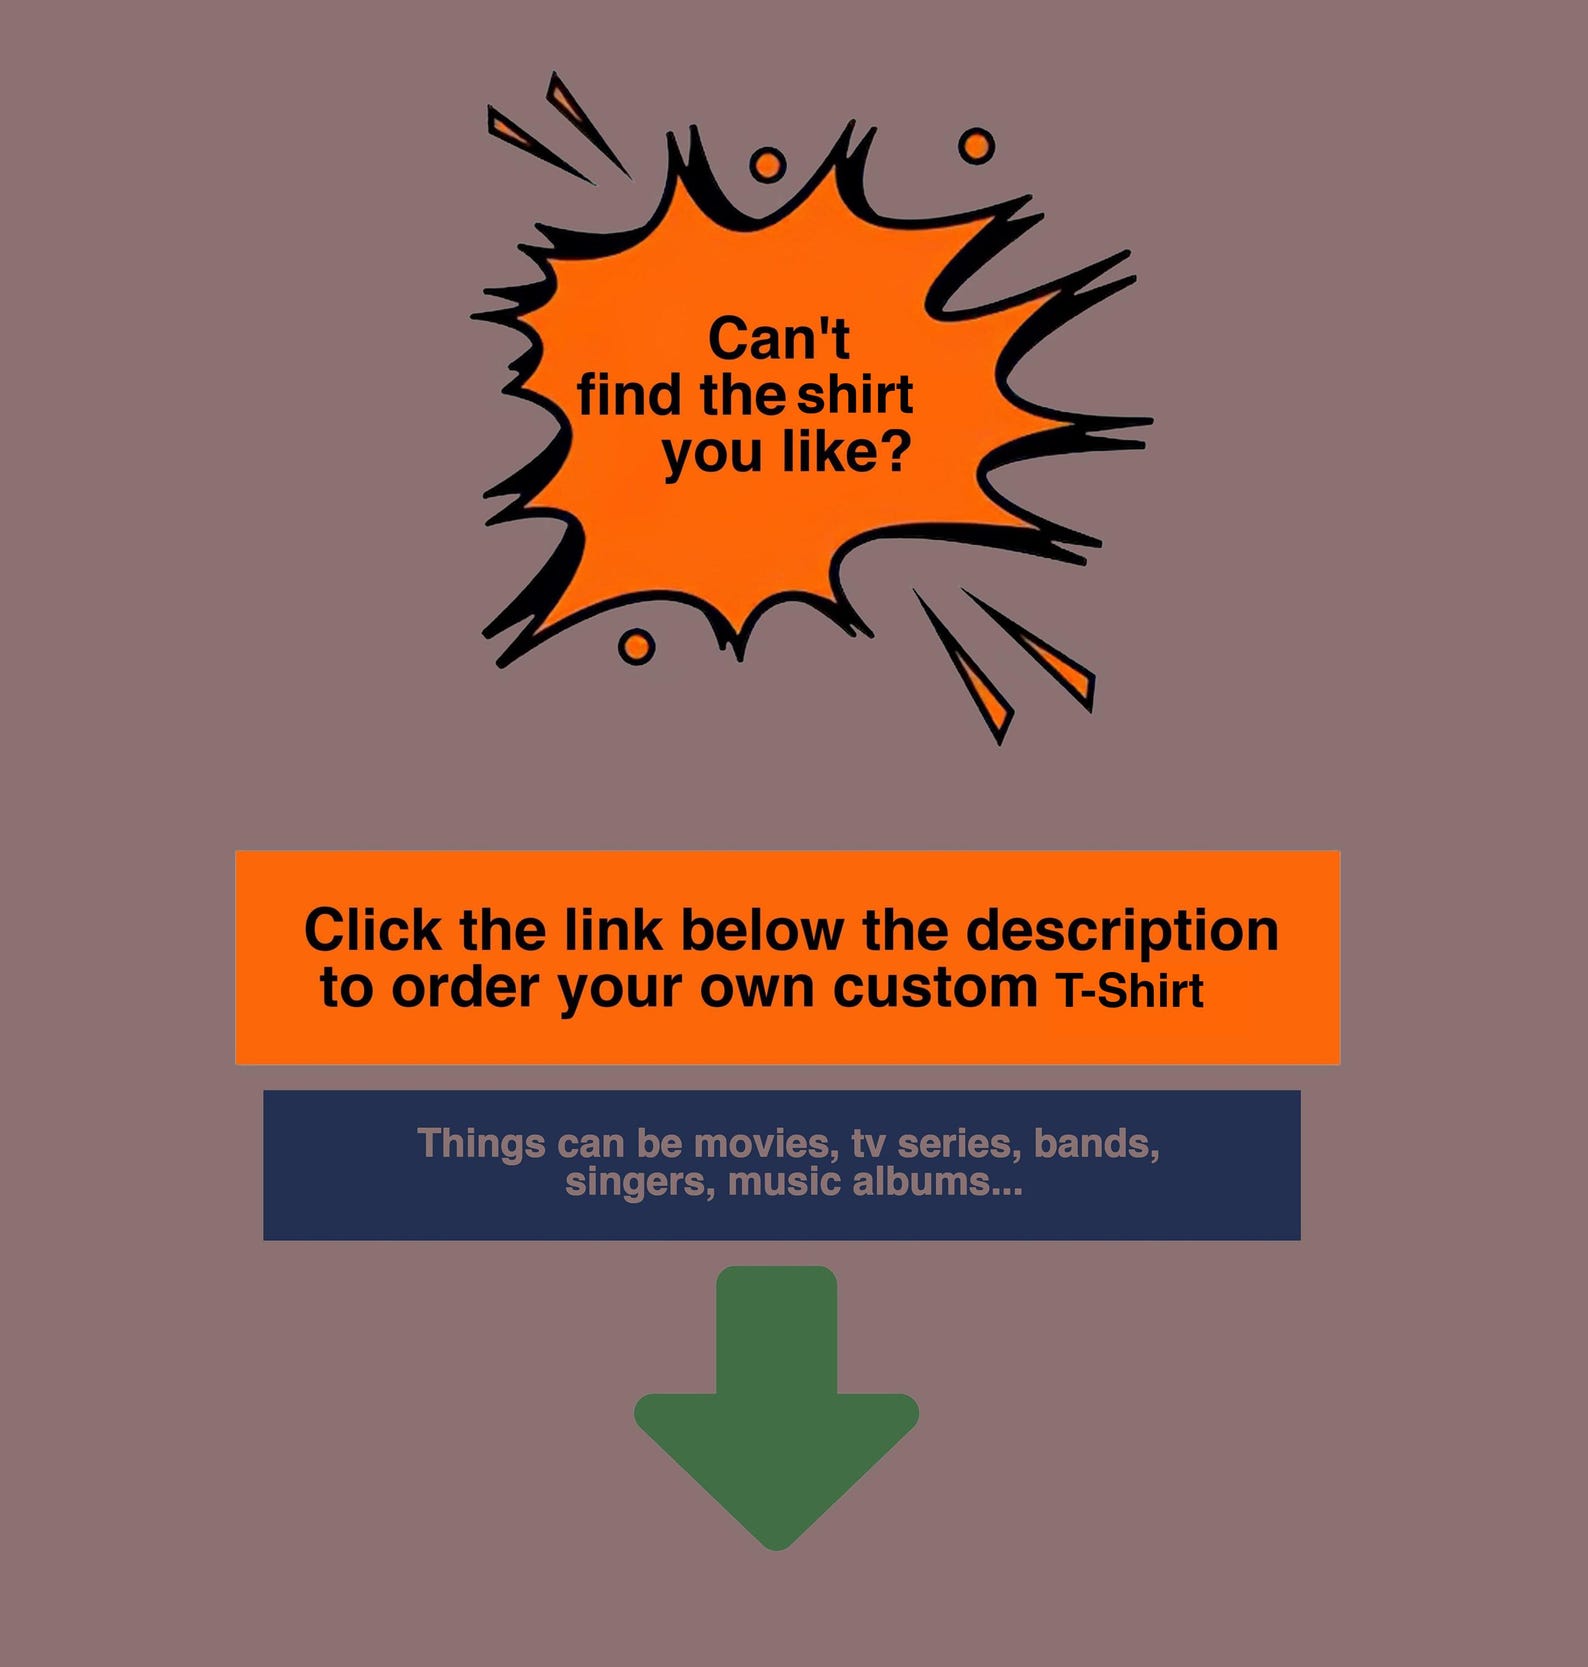 Can't
find the shirt
you like?
Click the link below the description
to order your own custom T-Shirt
Things can be movies, tv series, bands,
singers, music albums...